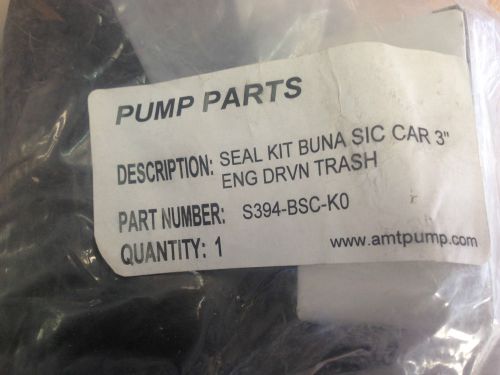 PUMP PARTS
DESCRIPTION: SEAL KIT BUNA SIC CAR 3"
ENG DRVN TRASH
PART NUMBER: S394-BSC-K0
QUANTITY: 1
www.amtpump.com